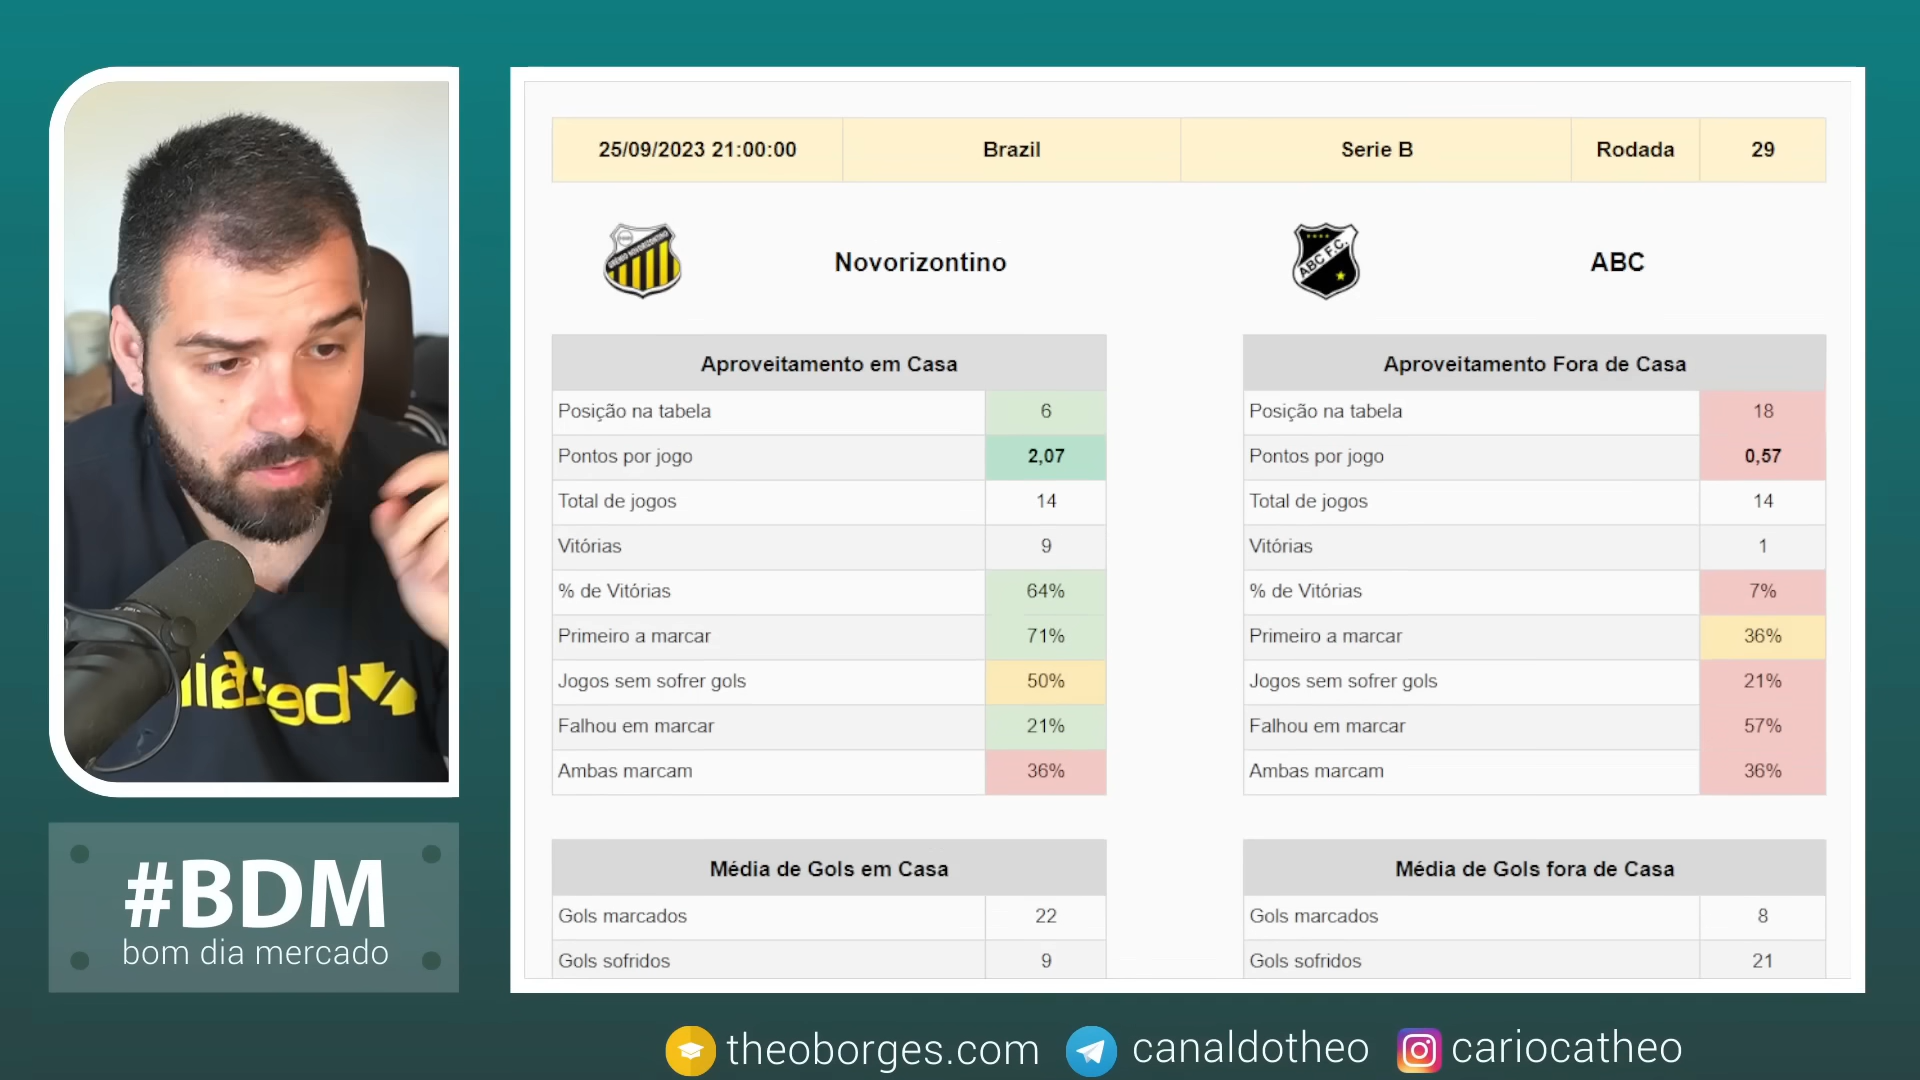 25/09/2023 21:00:00 Brazil Serie B Rodada 29
Novorizontino
ABC F.C.
ABC
Aproveitamento em Casa
Posição na tabela 6
Pontos por jogo 2,07
Total de jogos 14
Vitórias 9
% de Vitórias 64%
Primeiro a marcar 71%
Jogos sem sofrer gols 50%
Falhou em marcar 21%
Ambas marcam 36%
Aproveitamento Fora de Casa
Posição na tabela 18
Pontos por jogo 0,57
Total de jogos 14
Vitórias 1
% de Vitórias 7%
Primeiro a marcar 36%
Jogos sem sofrer gols 21%
Falhou em marcar 57%
Ambas marcam 36%
Média de Gols em Casa
Gols marcados 22
Gols sofridos 9
Média de Gols fora de Casa
Gols marcados 8
Gols sofridos 21
#BDM
bom dia mercado
theoborges.com
canaldotheo
cariocatheo